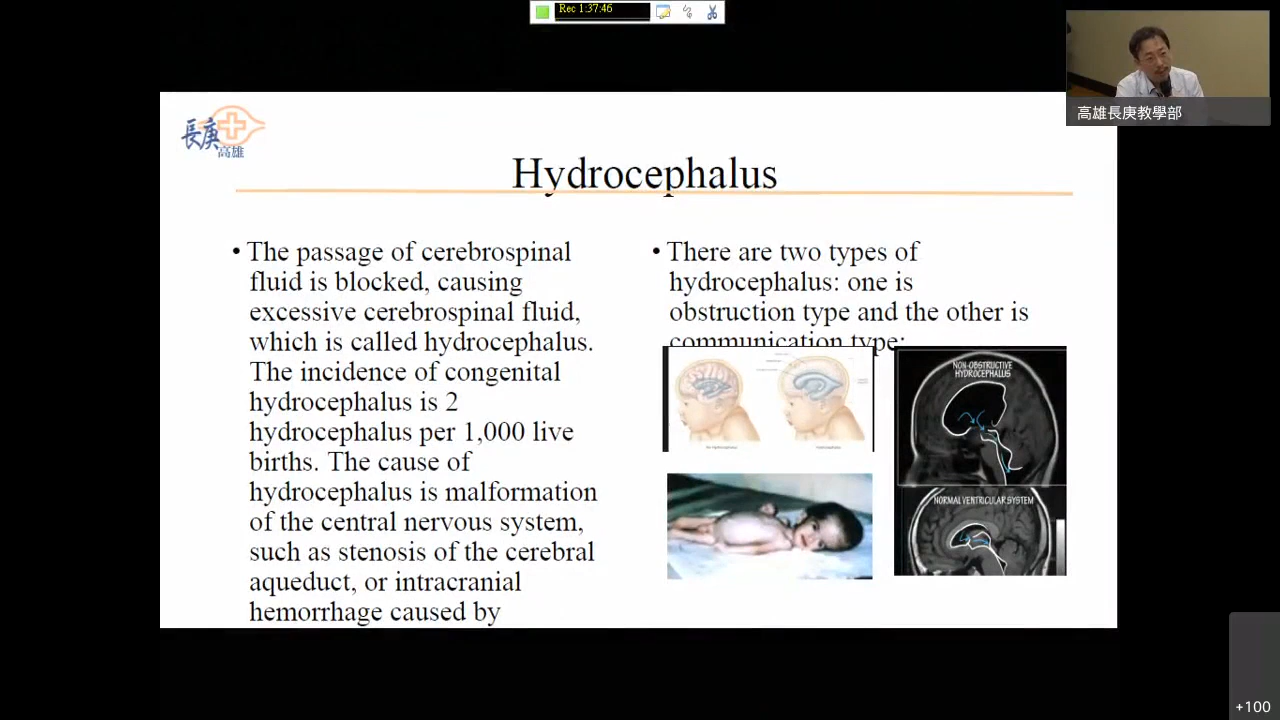 Rec 1:37:46
高雄長庚教學部
長庚
高雄
Hydrocephalus
• The passage of cerebrospinal
fluid is blocked, causing
excessive cerebrospinal fluid,
which is called hydrocephalus.
The incidence of congenital
hydrocephalus is 2
hydrocephalus per 1,000 live
births. The cause of
hydrocephalus is malformation
of the central nervous system,
such as stenosis of the cerebral
aqueduct, or intracranial
hemorrhage caused by
• There are two types of
hydrocephalus: one is
obstruction type and the other is
communication type:
NON-OBSTRUCTIVE
HYDROCEPHALUS
NORMAL VENTRICULAR SYSTEM
+100